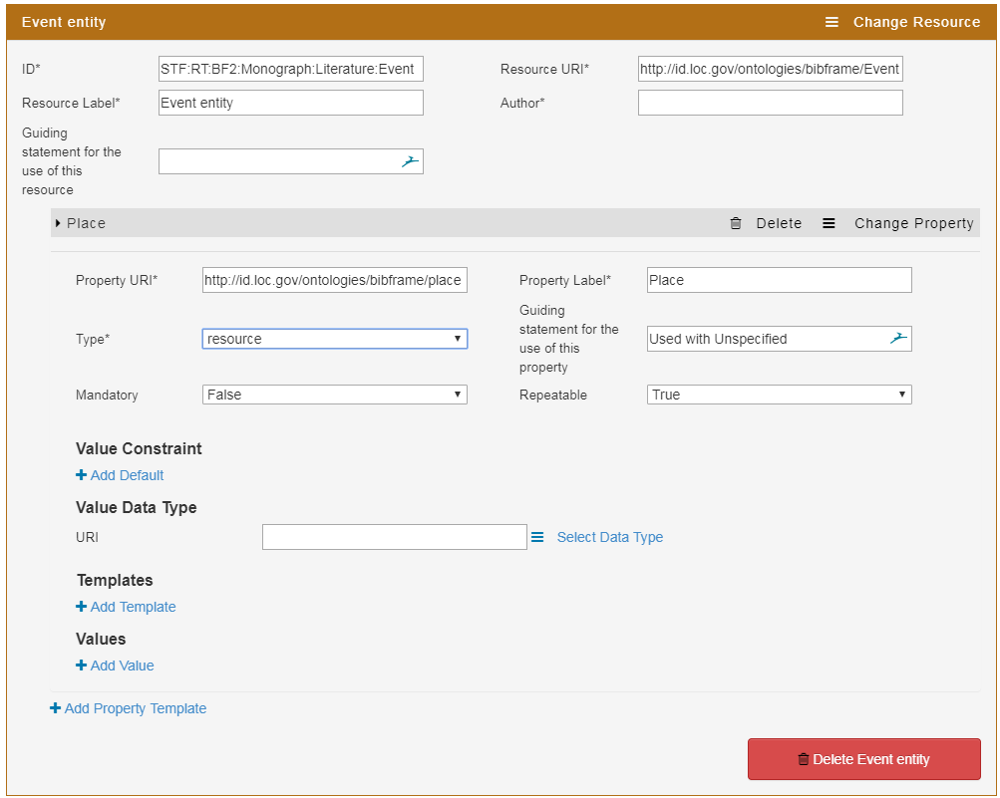 Event entity Change Resource
ID* STF:RT:BF2:Monograph:Literature:Event Resource URI* http://id.loc.gov/ontologies/bibframe/Event
Resource Label* Event entity Author*
Guiding
statement for the
use of this
resource
Place Delete Change Property
Property URI* http://id.loc.gov/ontologies/bibframe/place Property Label* Place
Type* resource
Guiding
statement for the
use of this
property
Used with Unspecified
Mandatory False Repeatable True
Value Constraint
Add Default
Value Data Type
URI Select Data Type
Templates
Add Template
Values
Add Value
Add Property Template
Delete Event entity